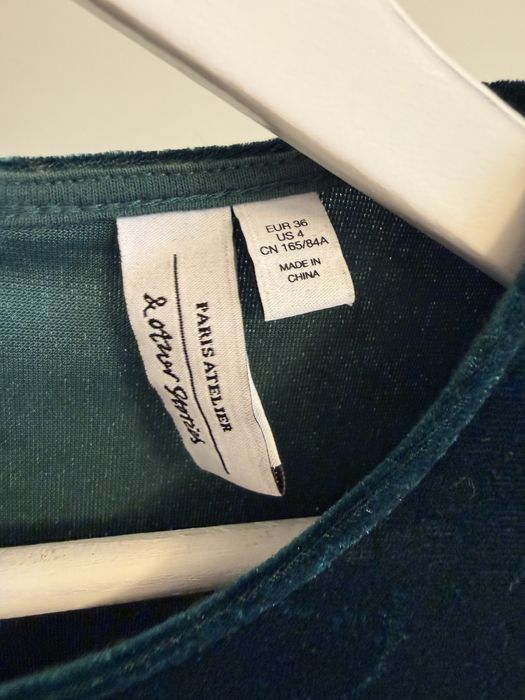 PARIS ATELIER
& other Stories
EUR 36
US 4
CN 165/84A
MADE IN
CHINA